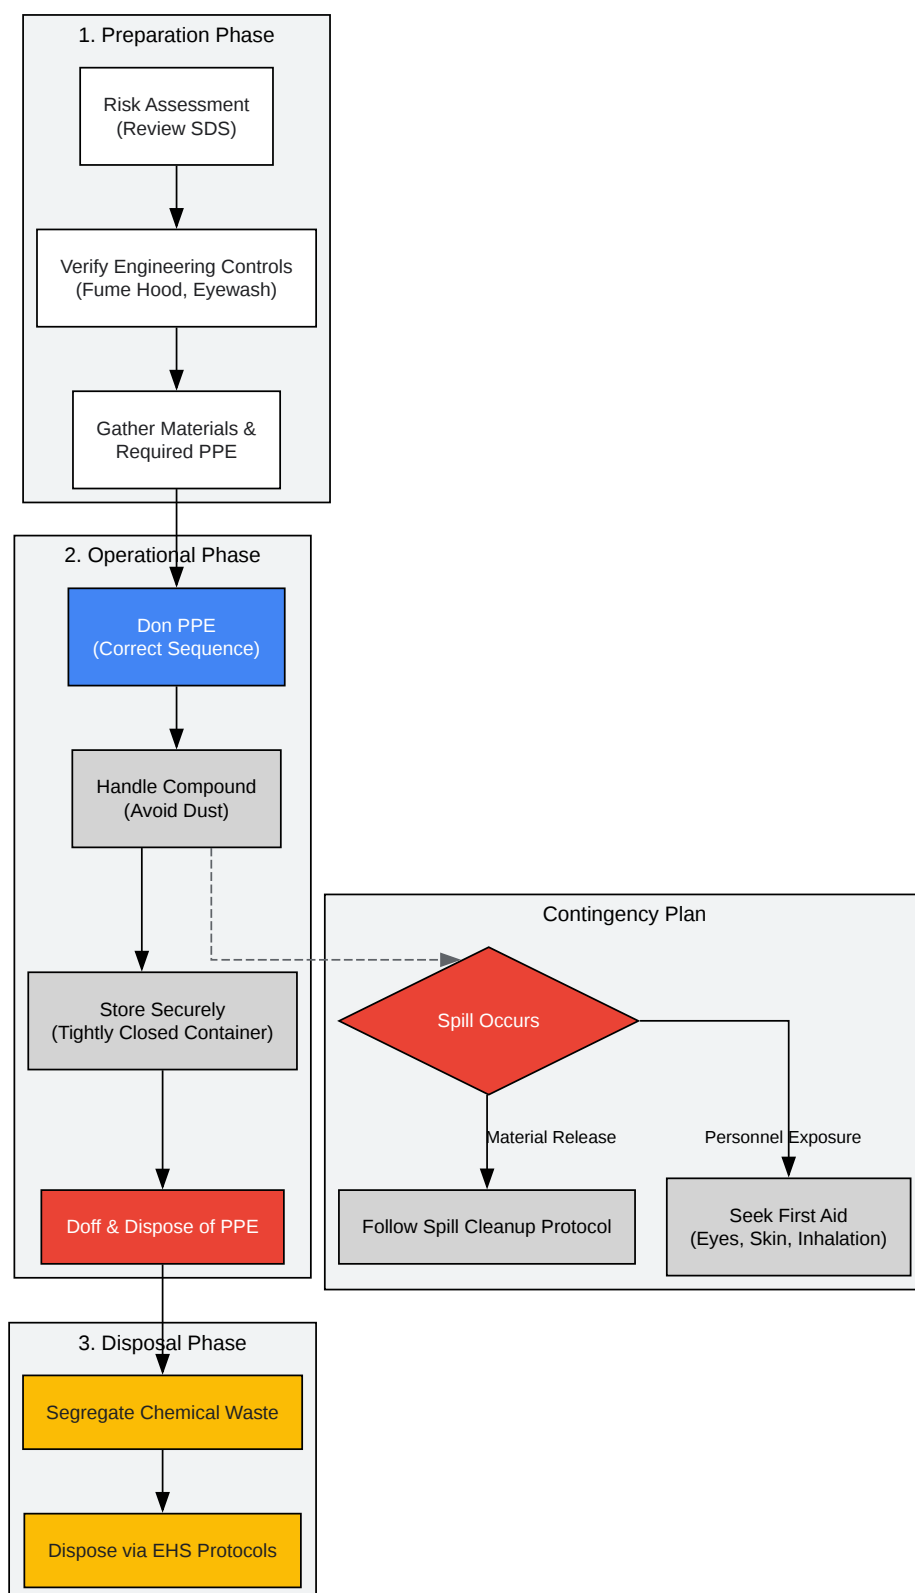 1. Preparation Phase
Risk Assessment
(Review SDS)
Verify Engineering Controls
(Fume Hood, Eyewash)
Gather Materials &
Required PPE
2. Operational Phase
Don PPE
(Correct Sequence)
Handle Compound
(Avoid Dust)
Store Securely
(Tightly Closed Container)
Doff & Dispose of PPE
Contingency Plan
Spill Occurs
Material Release
Personnel Exposure
Follow Spill Cleanup Protocol
Seek First Aid
(Eyes, Skin, Inhalation)
3. Disposal Phase
Segregate Chemical Waste
Dispose via EHS Protocols